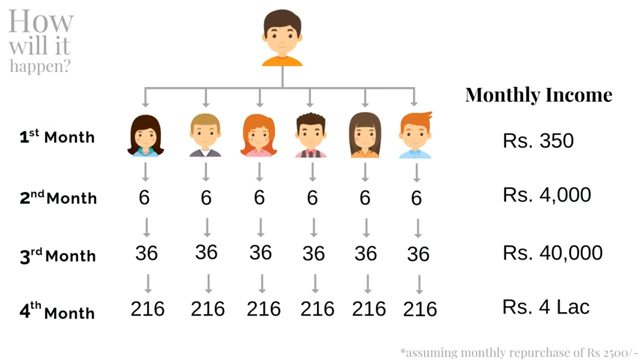 How
will it
happen?
Monthly Income
1st Month
Rs. 350
2nd Month 6 6 6 6 6 6 Rs. 4,000
3rd Month 36 36 36 36 36 36 Rs. 40,000
4th Month 216 216 216 216 216 216 Rs. 4 Lac
*assuming monthly repurchase of Rs 2500/-